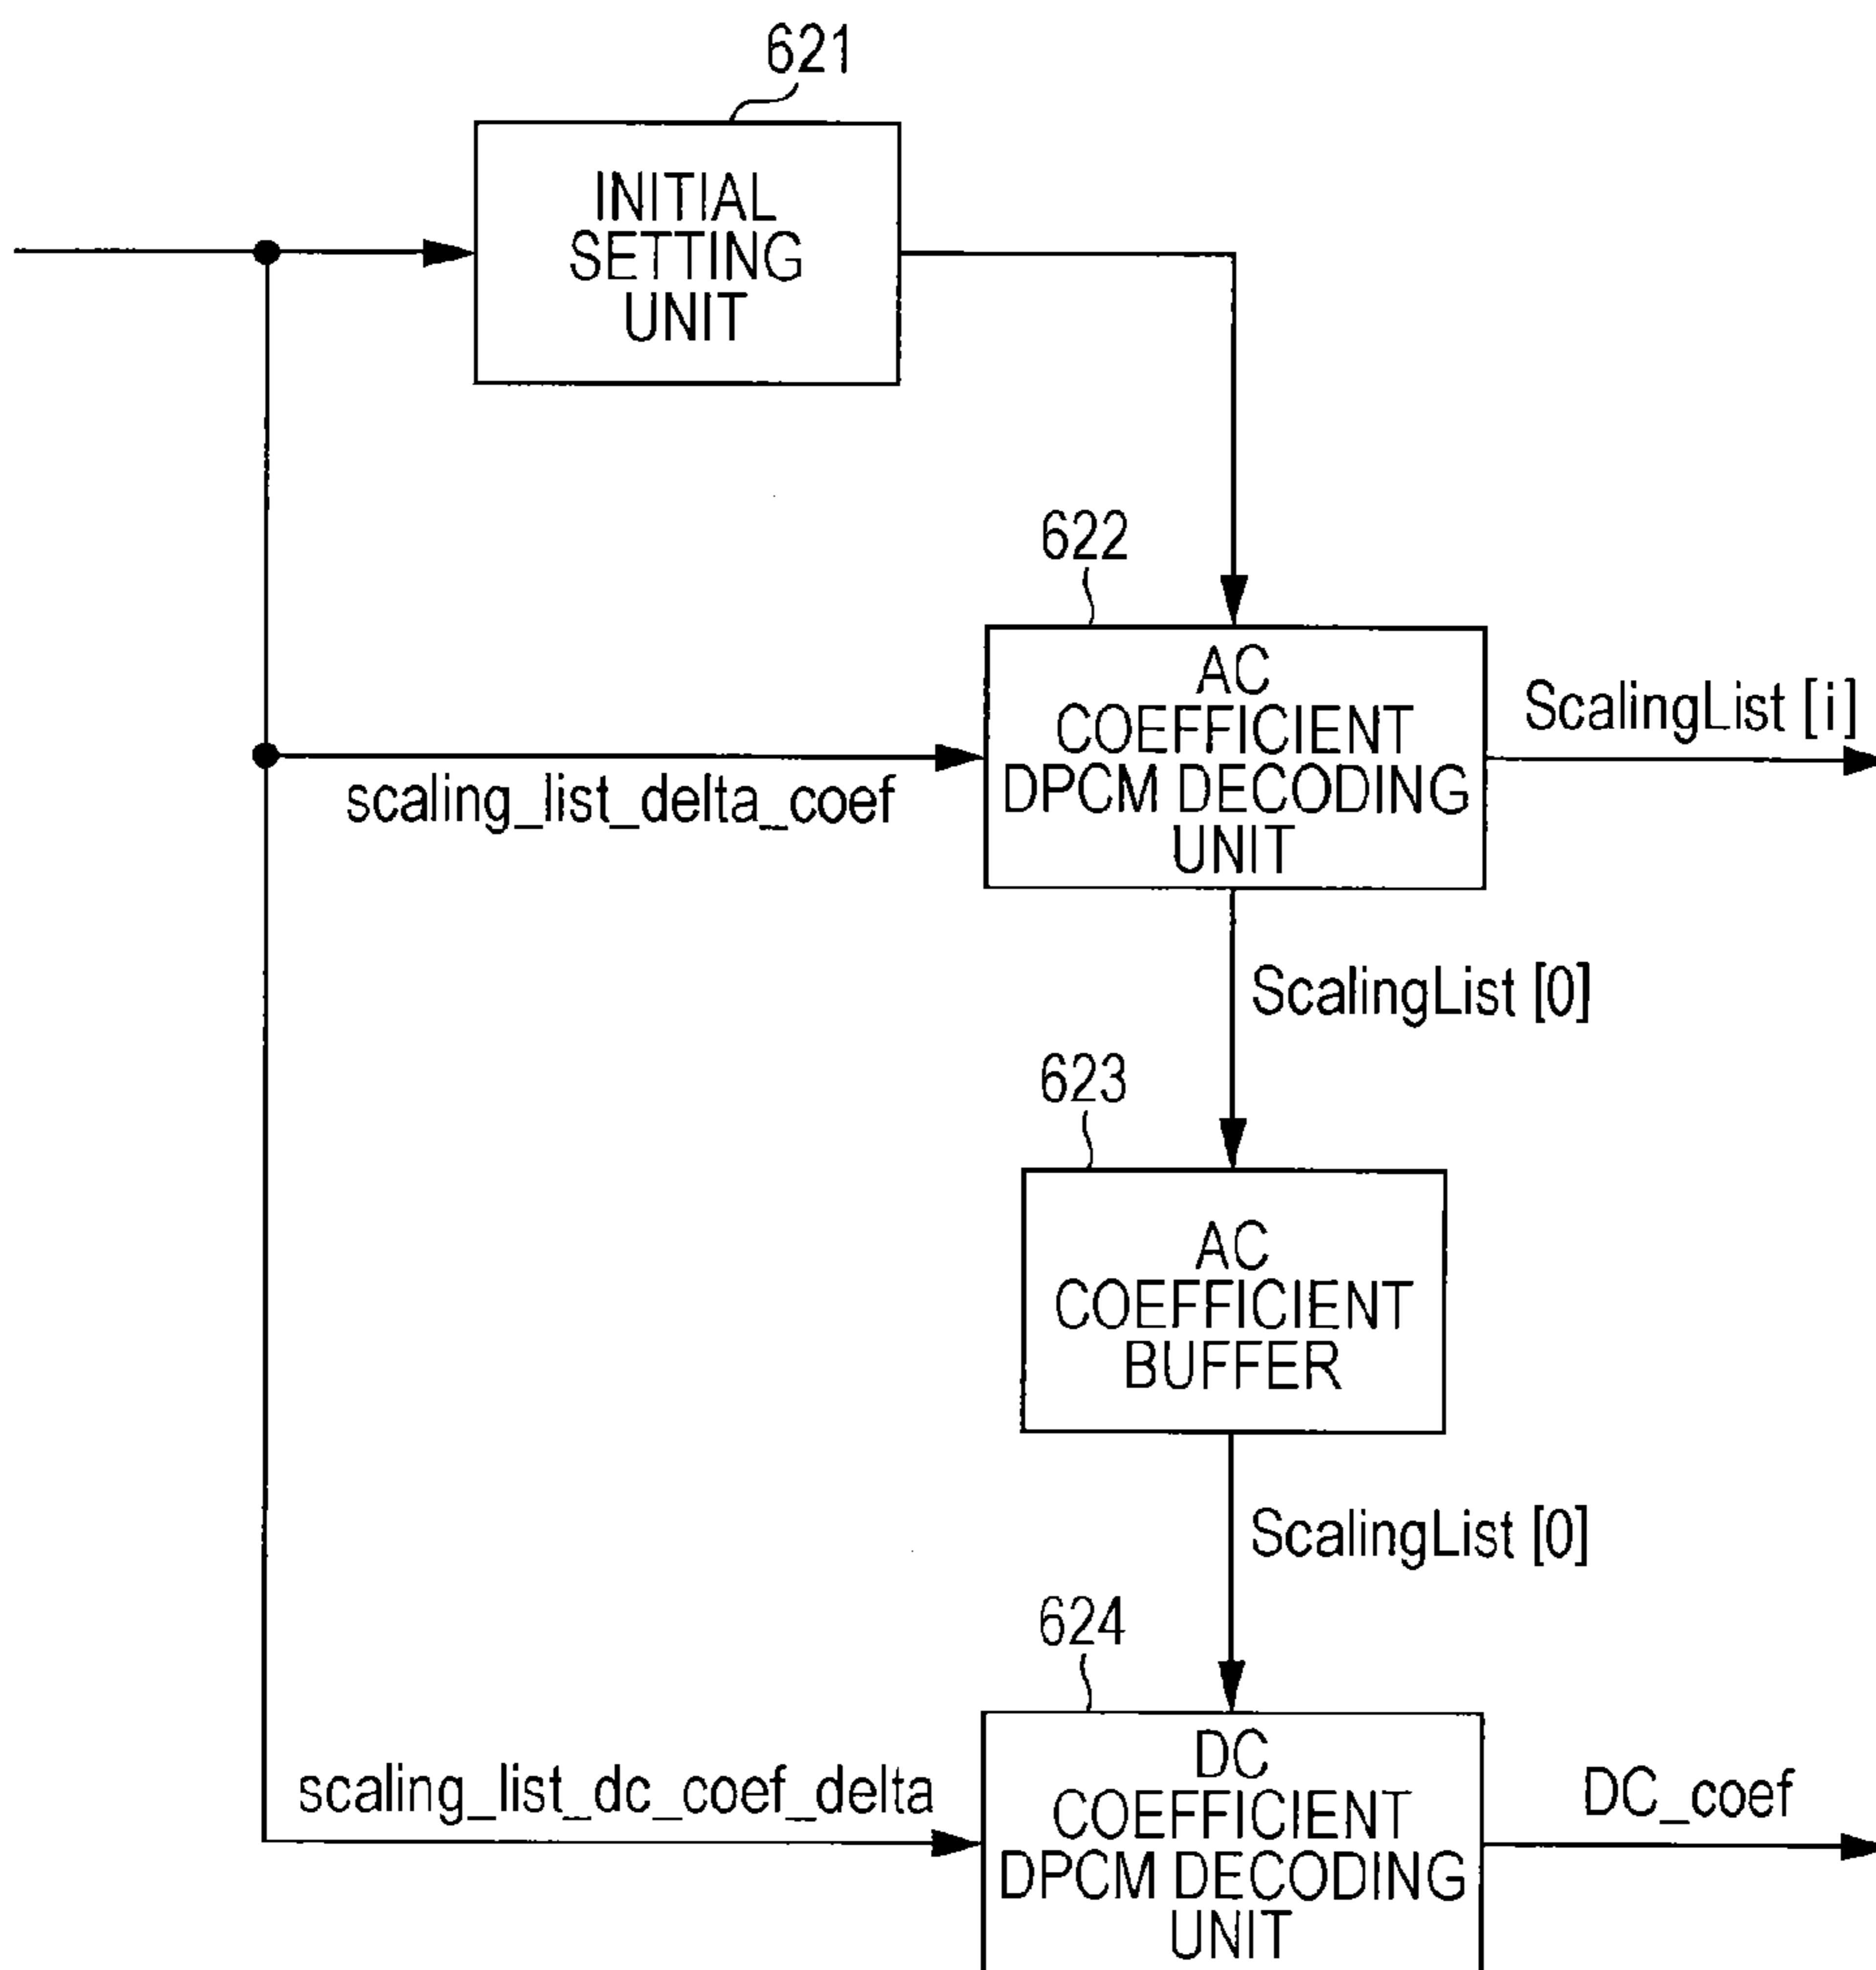 621
INITIAL
SETTING
UNIT
622
AC
COEFFICIENT
DPCM DECODING
UNIT
ScalingList [i]
scaling_list_delta_coef
ScalingList [0]
623
AC
COEFFICIENT
BUFFER
ScalingList [0]
624
DC
COEFFICIENT
DPCM DECODING
UNIT
scaling_list_dc_coef_delta
DC_coef